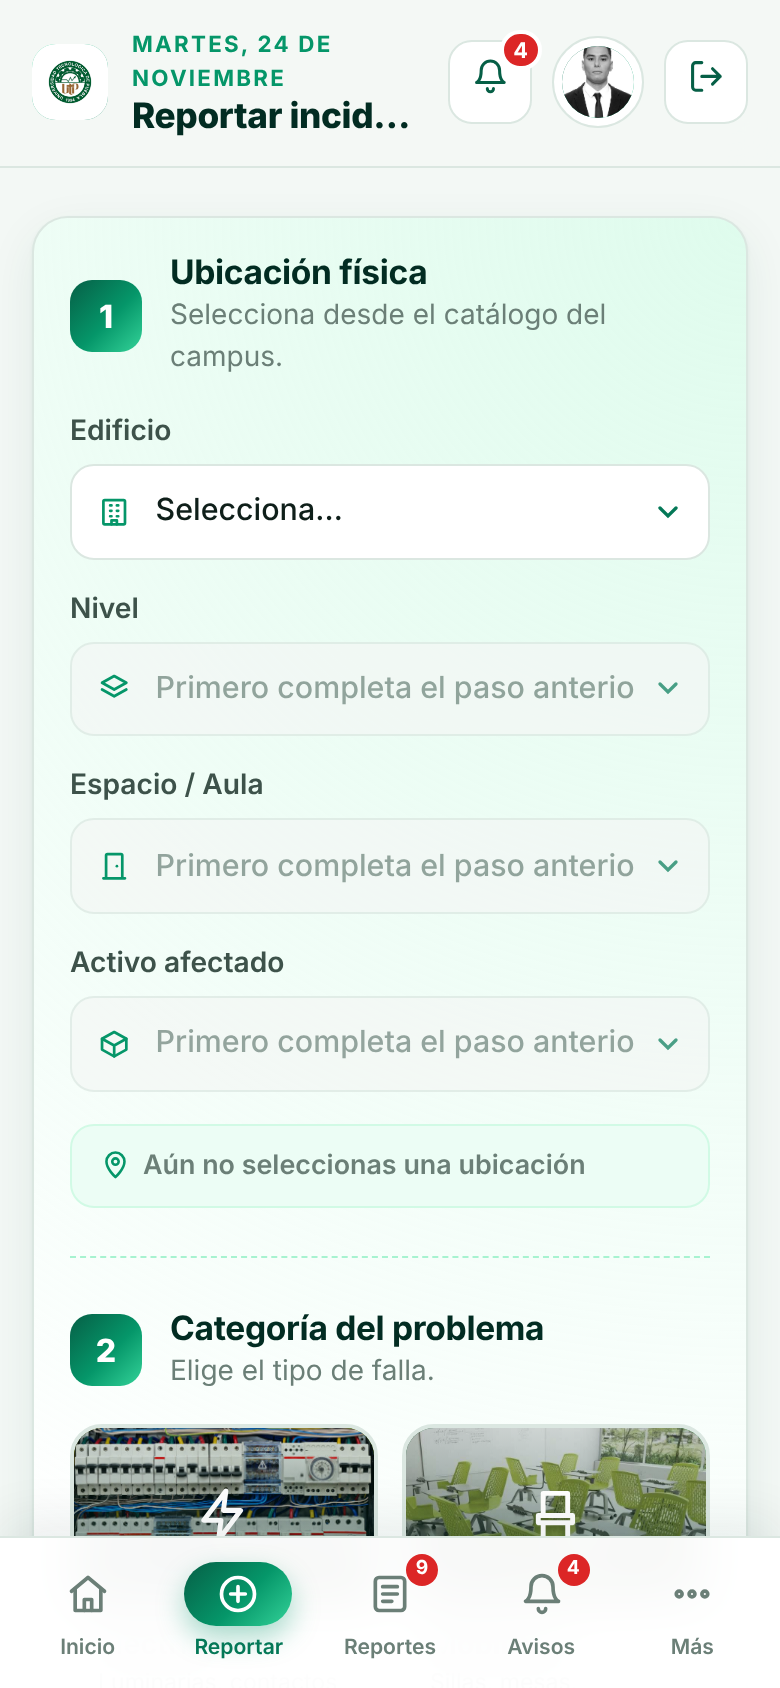 MARTES, 24 DE
NOVIEMBRE
Reportar incid...
4
1
Ubicación física
Selecciona desde el catálogo del
campus.
Edificio
Selecciona...
Nivel
Primero completa el paso anterio
Espacio / Aula
Primero completa el paso anterio
Activo afectado
Primero completa el paso anterio
Aún no seleccionas una ubicación
2
Categoría del problema
Elige el tipo de falla.
9
4
Inicio
Reportar
Reportes
Avisos
Más